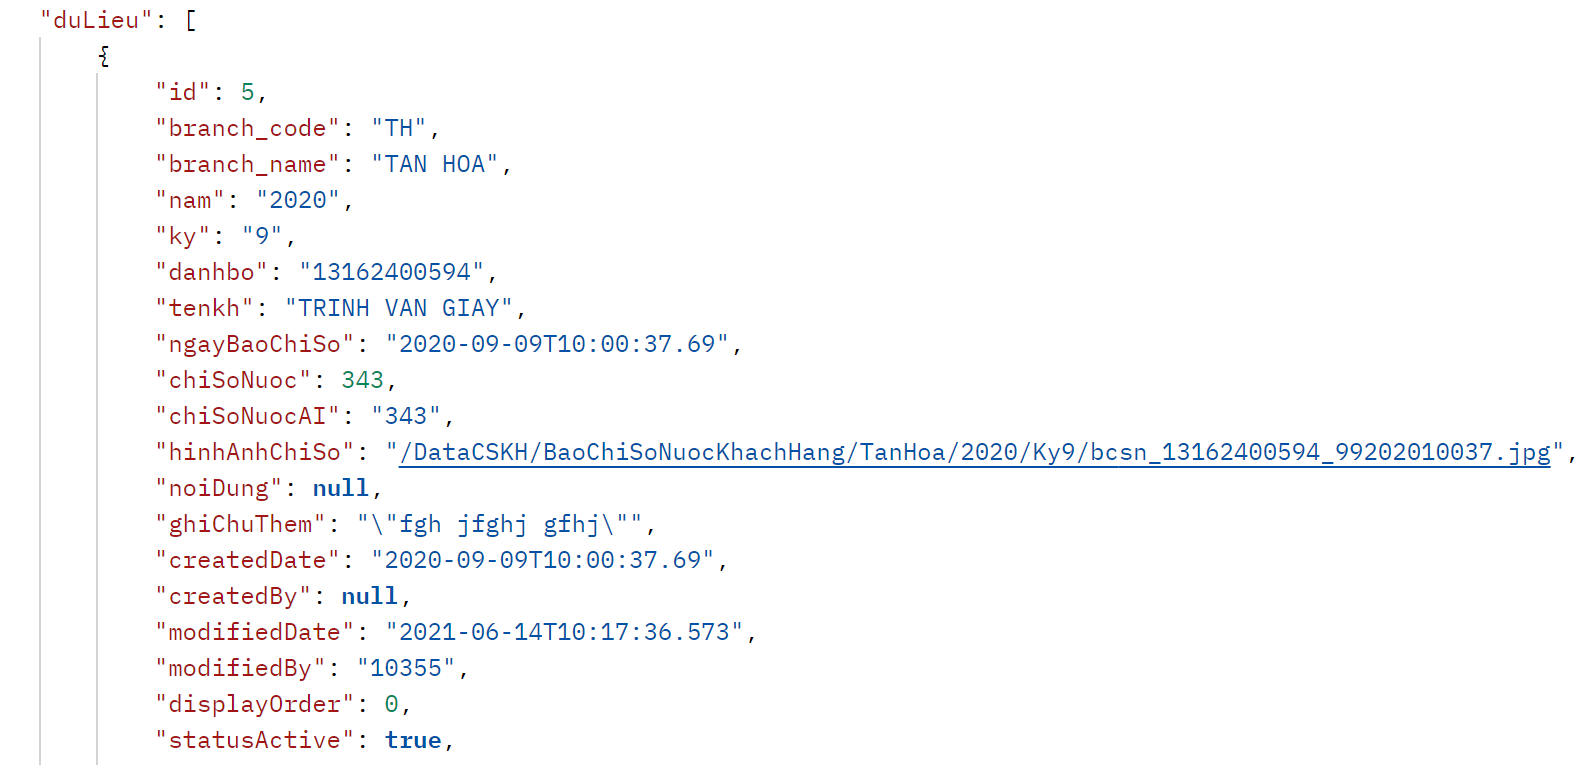 "duLieu": [
{
"id": 5,
"branch_code": "TH",
"branch_name": "TAN HOA",
"nam": "2020",
"ky": "9",
"danhbo": "13162400594",
"tenkh": "TRINH VAN GIAY",
"ngayBaoChiSo": "2020-09-09T10:00:37.69",
"chiSoNuoc": 343,
"chiSoNuocAI": "343",
"hinhAnhChiSo": "/DataCSKH/BaoChiSoNuocKhachHang/TanHoa/2020/Ky9/bcsn_13162400594_99202010037.jpg",
"noiDung": null,
"ghiChuThem": "\"fgh jfghj gfhj\"",
"createdDate": "2020-09-09T10:00:37.69",
"createdBy": null,
"modifiedDate": "2021-06-14T10:17:36.573",
"modifiedBy": "10355",
"displayOrder": 0,
"statusActive": true,